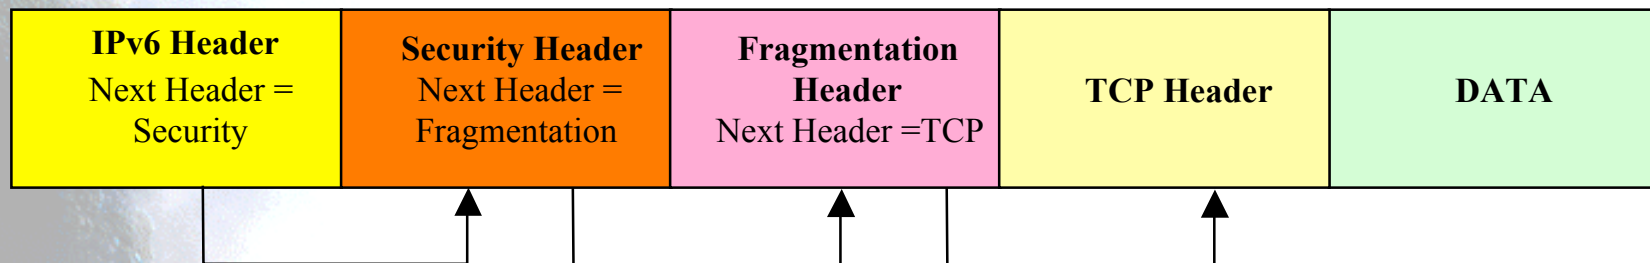 IPv6 Header
Next Header =
Security
Security Header
Next Header =
Fragmentation
Fragmentation
Header
Next Header =TCP
TCP Header
DATA